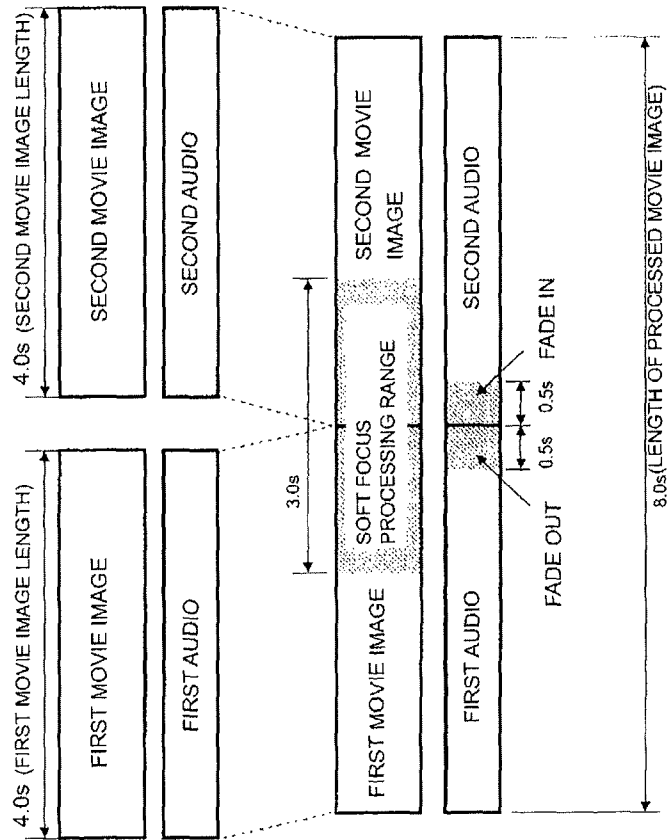 4.0s (FIRST MOVIE IMAGE LENGTH)
4.0s (SECOND MOVIE IMAGE LENGTH)
FIRST MOVIE IMAGE
SECOND MOVIE IMAGE
FIRST AUDIO
SECOND AUDIO
3.0s
FIRST MOVIE IMAGE
SOFT FOCUS
PROCESSING RANGE
SECOND MOVIE
IMAGE
FIRST AUDIO
SECOND AUDIO
0.5s
0.5s
FADE OUT
FADE IN
8.0s(LENGTH OF PROCESSED MOVIE IMAGE)